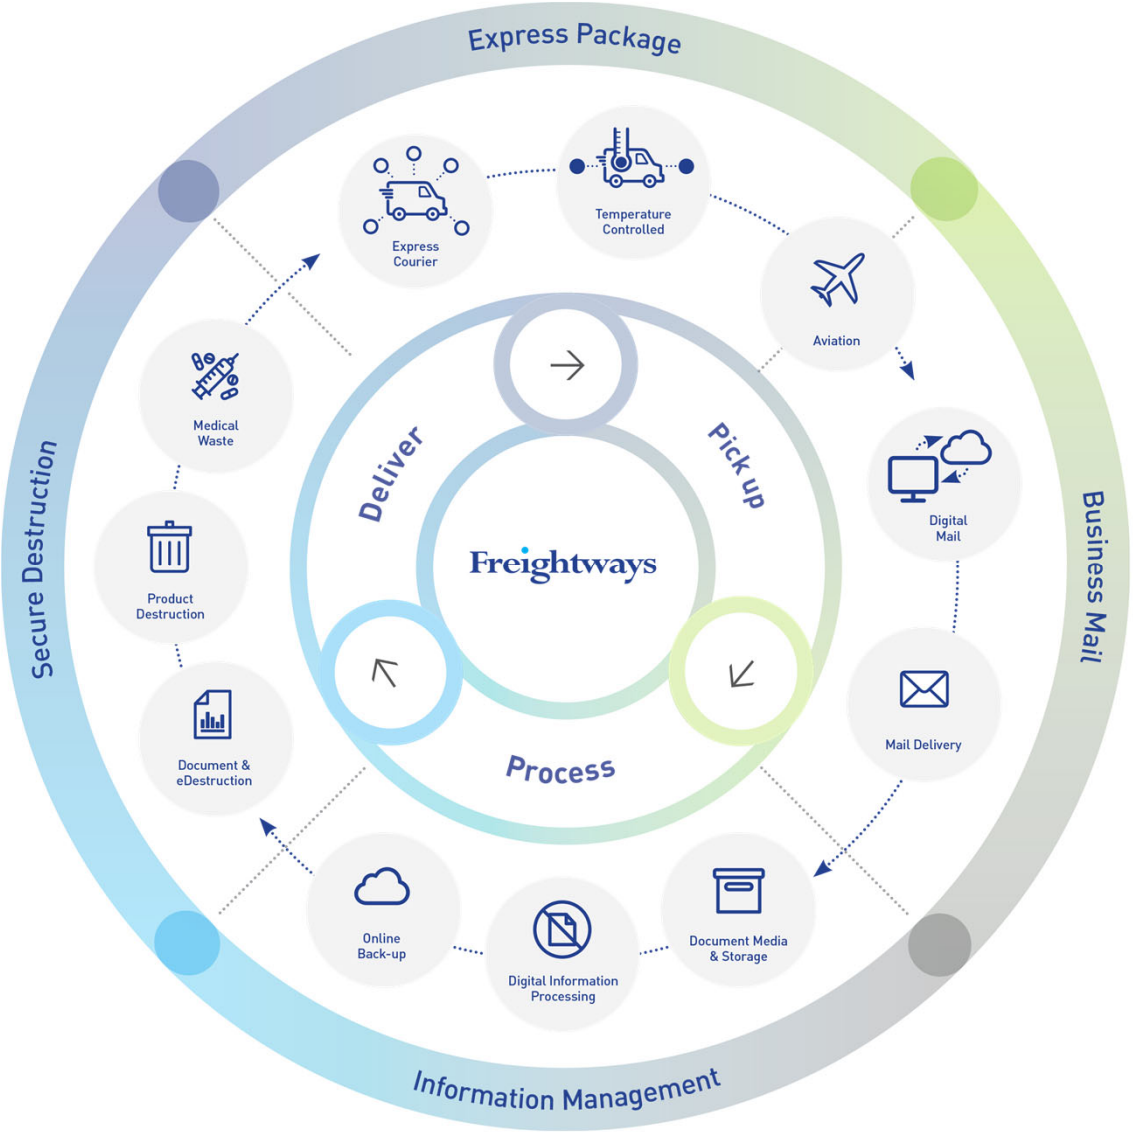 Express Package
Express
Courier
Temperature
Controlled
Aviation
Digital
Mail
Mail Delivery
Business Mail
Document Media
& Storage
Digital Information
Processing
Online
Back-up
Information Management
Document &
eDestruction
Product
Destruction
Medical
Waste
Secure Destruction
Deliver
Pick up
Process
Freightways